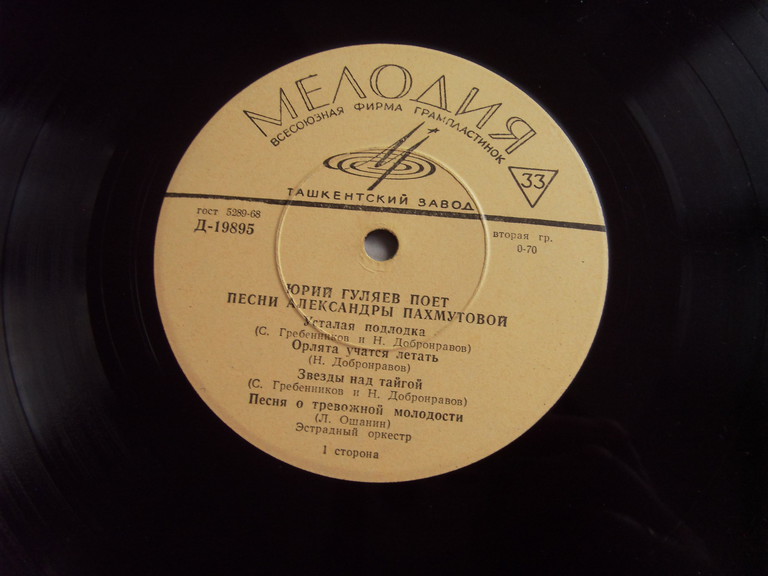 МЕЛОДИЯ
ВСЕСОЮЗНАЯ ФИРМА ГРАМПЛАСТИНОК
33
ТАШКЕНТСКИЙ ЗАВОД
гост 5289-68
Д-19895
вторая гр.
0-70
ЮРИЙ ГУЛЯЕВ ПОЕТ
ПЕСНИ АЛЕКСАНДРЫ ПАХМУТОВОЙ
Усталая подлодка
(С. Гребенников и Н. Добронравов)
Орлята учатся летать
(Н. Добронравов)
Звезды над тайгой
(С. Гребенников и Н. Добронравов)
Песня о тревожной молодости
(Л. Ошанин)
Эстрадный оркестр
1 сторона